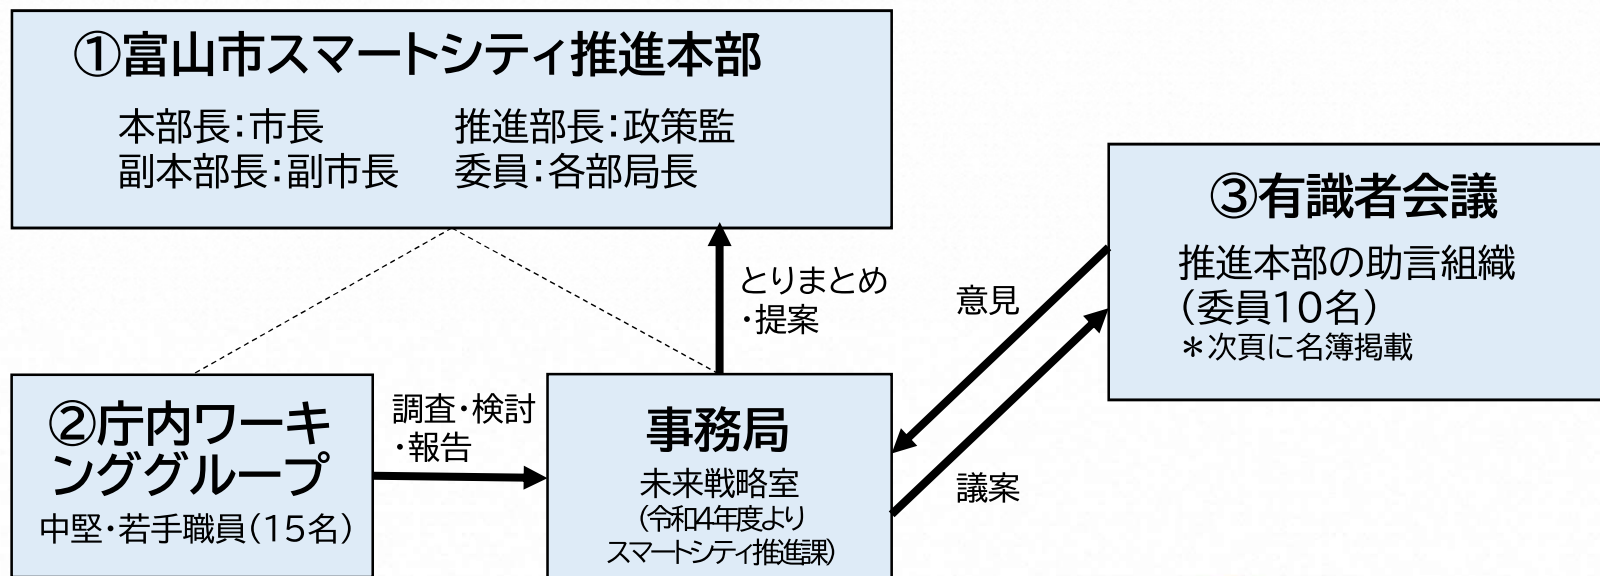 ①富山市スマートシティ推進本部
本部長：市長　推進部長：政策監
副本部長：副市長　委員：各部局長
とりまとめ
・提案
③有識者会議
推進本部の助言組織
（委員10名）
＊次頁に名簿掲載
意見
議案
②庁内ワーキ
ンググループ
中堅・若手職員（15名）
調査・検討
・報告
事務局
未来戦略室
（令和4年度より
スマートシティ推進課）